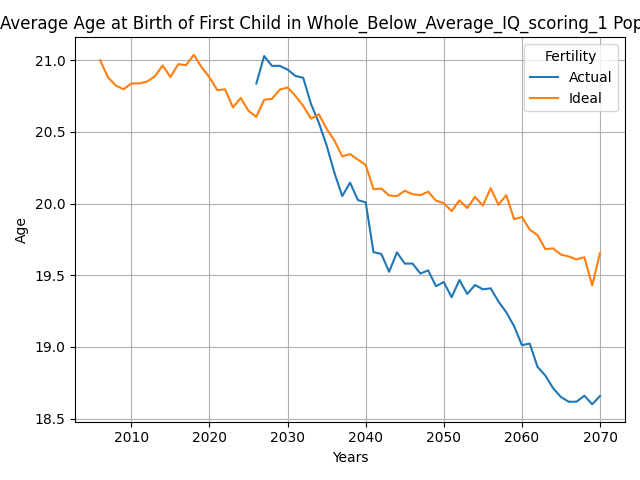 Average Age at Birth of First Child in Whole_Below_Average_IQ_scoring_1 Pop
Fertility
Actual
Ideal
21.0
20.5
20.0
19.5
19.0
18.5
Age
2010 2020 2030 2040 2050 2060 2070
Years